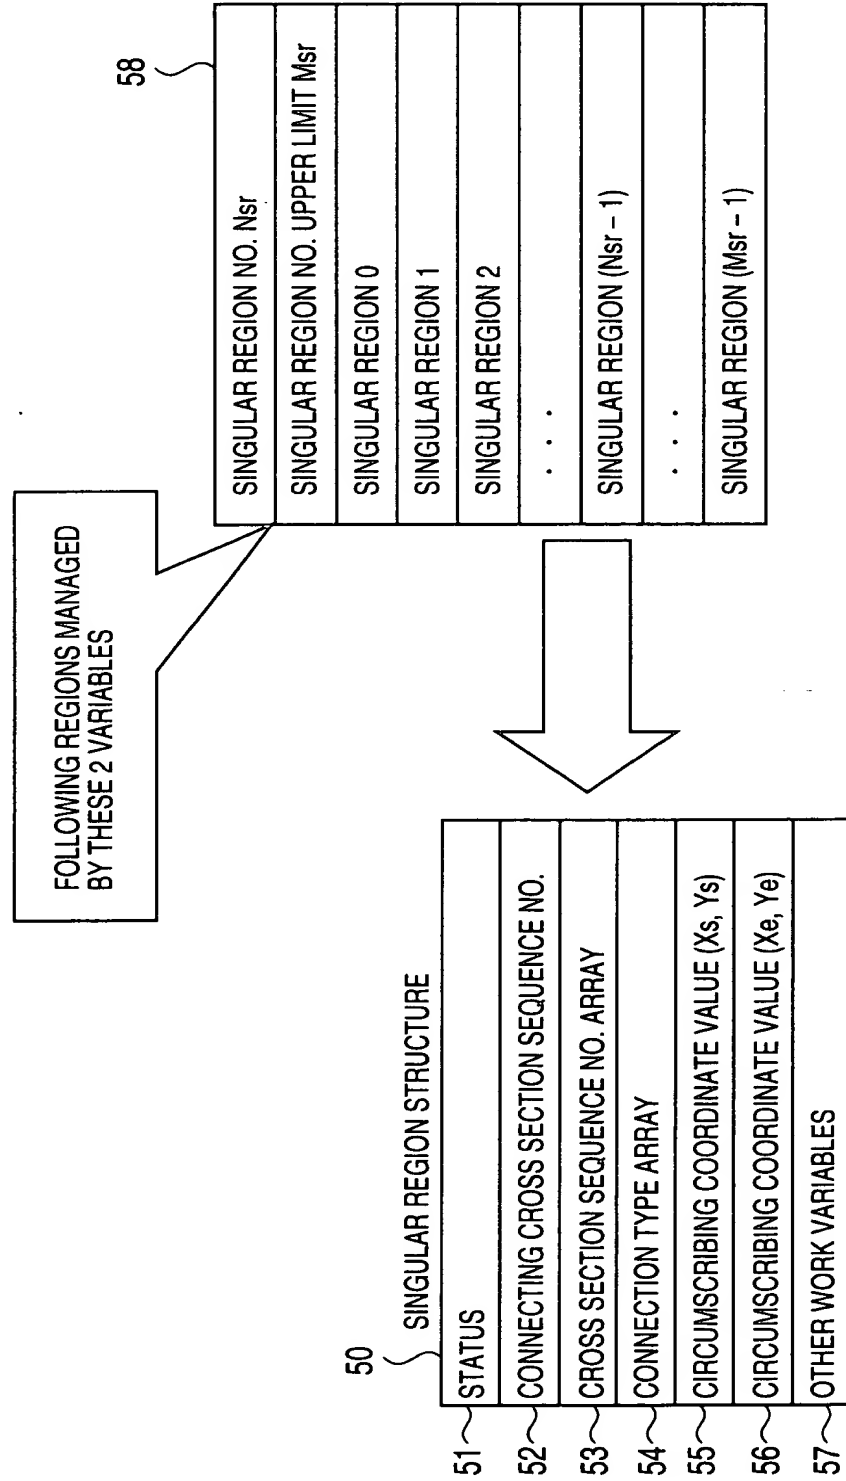 FOLLOWING REGIONS MANAGED
BY THESE 2 VARIABLES
58
SINGULAR REGION NO. Nsr
SINGULAR REGION NO. UPPER LIMIT Msr
SINGULAR REGION 0
SINGULAR REGION 1
SINGULAR REGION 2
. . .
SINGULAR REGION (Nsr – 1)
. . .
SINGULAR REGION (Msr – 1)
50
SINGULAR REGION STRUCTURE
51 STATUS
52 CONNECTING CROSS SECTION SEQUENCE NO.
53 CROSS SECTION SEQUENCE NO. ARRAY
54 CONNECTION TYPE ARRAY
55 CIRCUMSCRIBING COORDINATE VALUE (Xs, Ys)
56 CIRCUMSCRIBING COORDINATE VALUE (Xe, Ye)
57 OTHER WORK VARIABLES